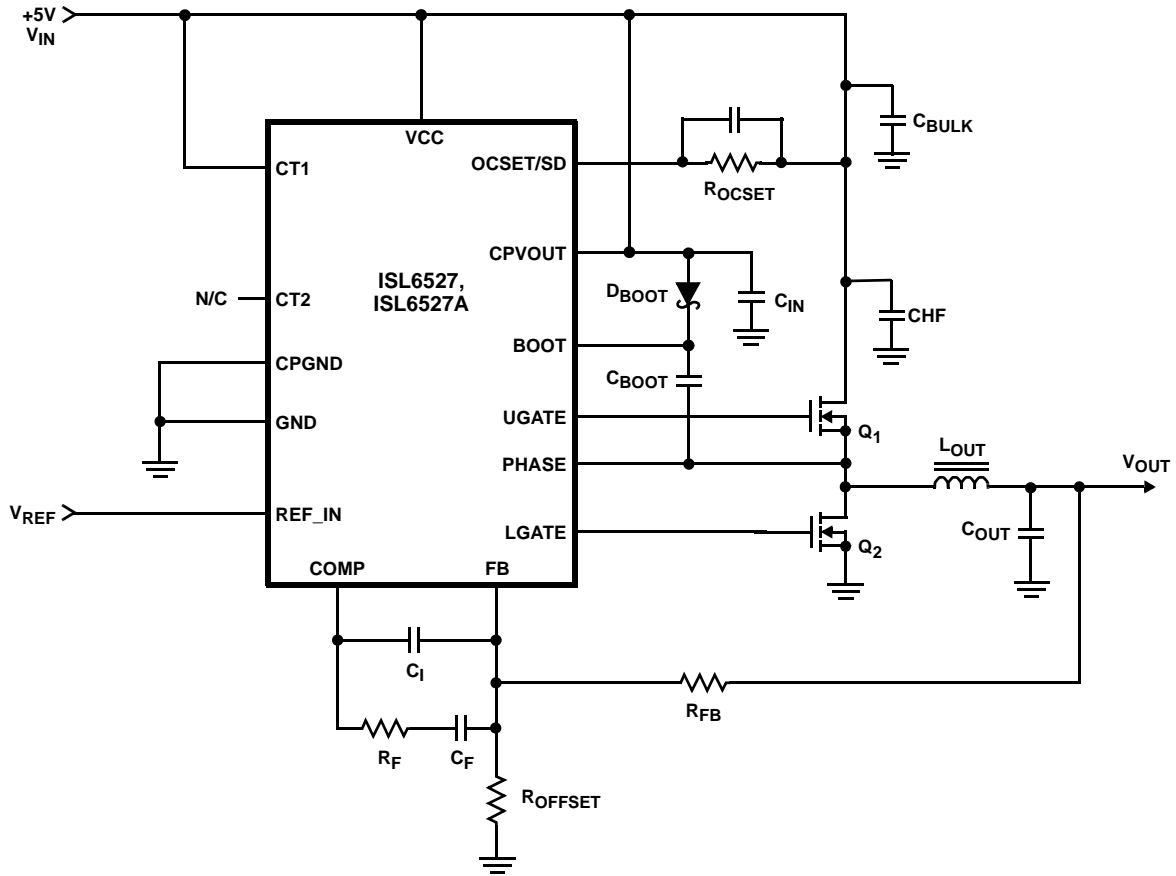 +5V
VIN
VCC
CBULK
CT1
OCSET/SD
ROCSET
CPVOUT
ISL6527,
ISL6527A
DBOOT
CIN
N/C
CT2
CHF
BOOT
CPGND
CBOOT
GND
UGATE
Q1
PHASE
LOUT
VOUT
VREF
REF_IN
LGATE
Q2
COUT
COMP
FB
CI
RFB
RF
CF
ROFFSET